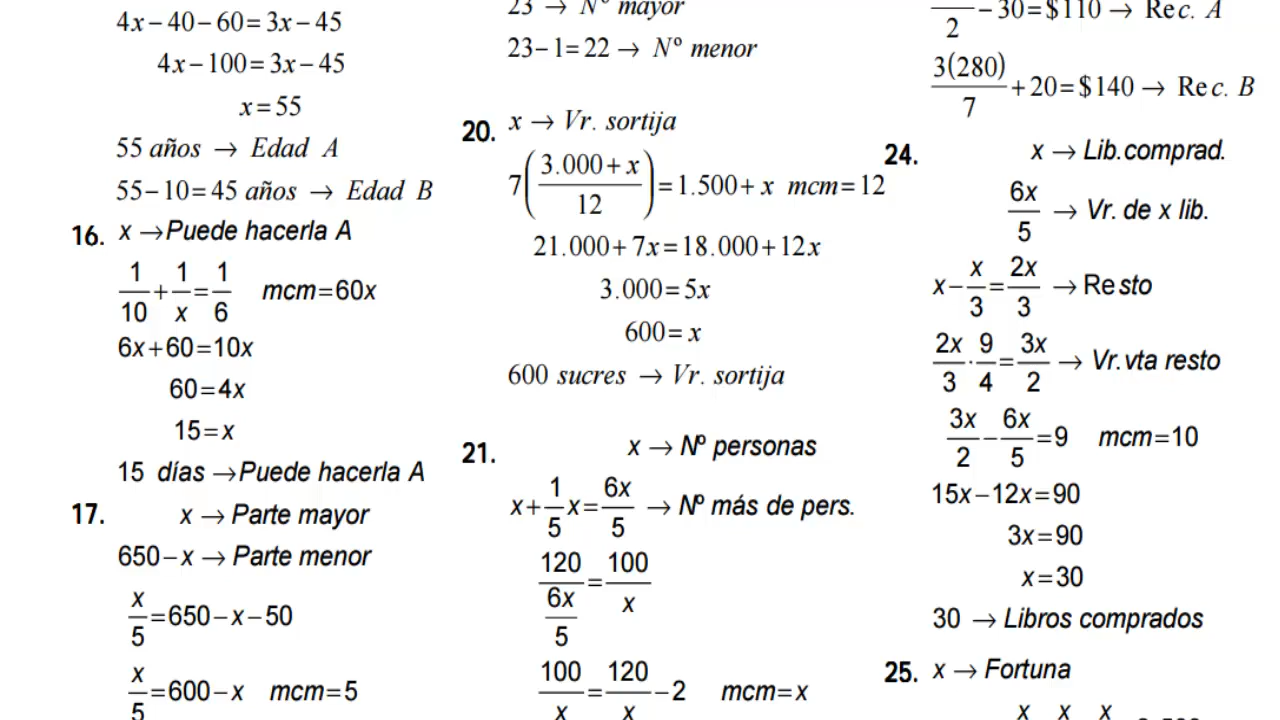 4x−40−60=3x−45
4x−100=3x−45
x=55
55 años → Edad A
55−10=45 años → Edad B
16. x →Puede hacerla A
1/10+1/x=1/6 mcm=60x
6x+60=10x
60=4x
15=x
15 días →Puede hacerla A
17. x → Parte mayor
650−x → Parte menor
x/5=650−x−50
x/5=600−x mcm=5
23 → Nº mayor
23−1=22 → Nº menor
20. x → Vr. sortija
7(3.000+x/12)=1.500+x mcm=12
21.000+7x=18.000+12x
3.000=5x
600=x
600 sucres → Vr. sortija
21. x → Nº personas
x+1/5x=6x/5 → Nº más de pers.
120/6x/5=100/x
100/x=120/x−2 mcm=x
/2−30=$110 → Rec. A
3(280)/7+20=$140 → Rec. B
24. x → Lib.comprad.
6x/5 → Vr. de x lib.
x−x/3=2x/3 → Resto
2x/3·9/4=3x/2 → Vr.vta resto
3x/2−6x/5=9 mcm=10
15x−12x=90
3x=90
x=30
30 → Libros comprados
25. x → Fortuna
x x x